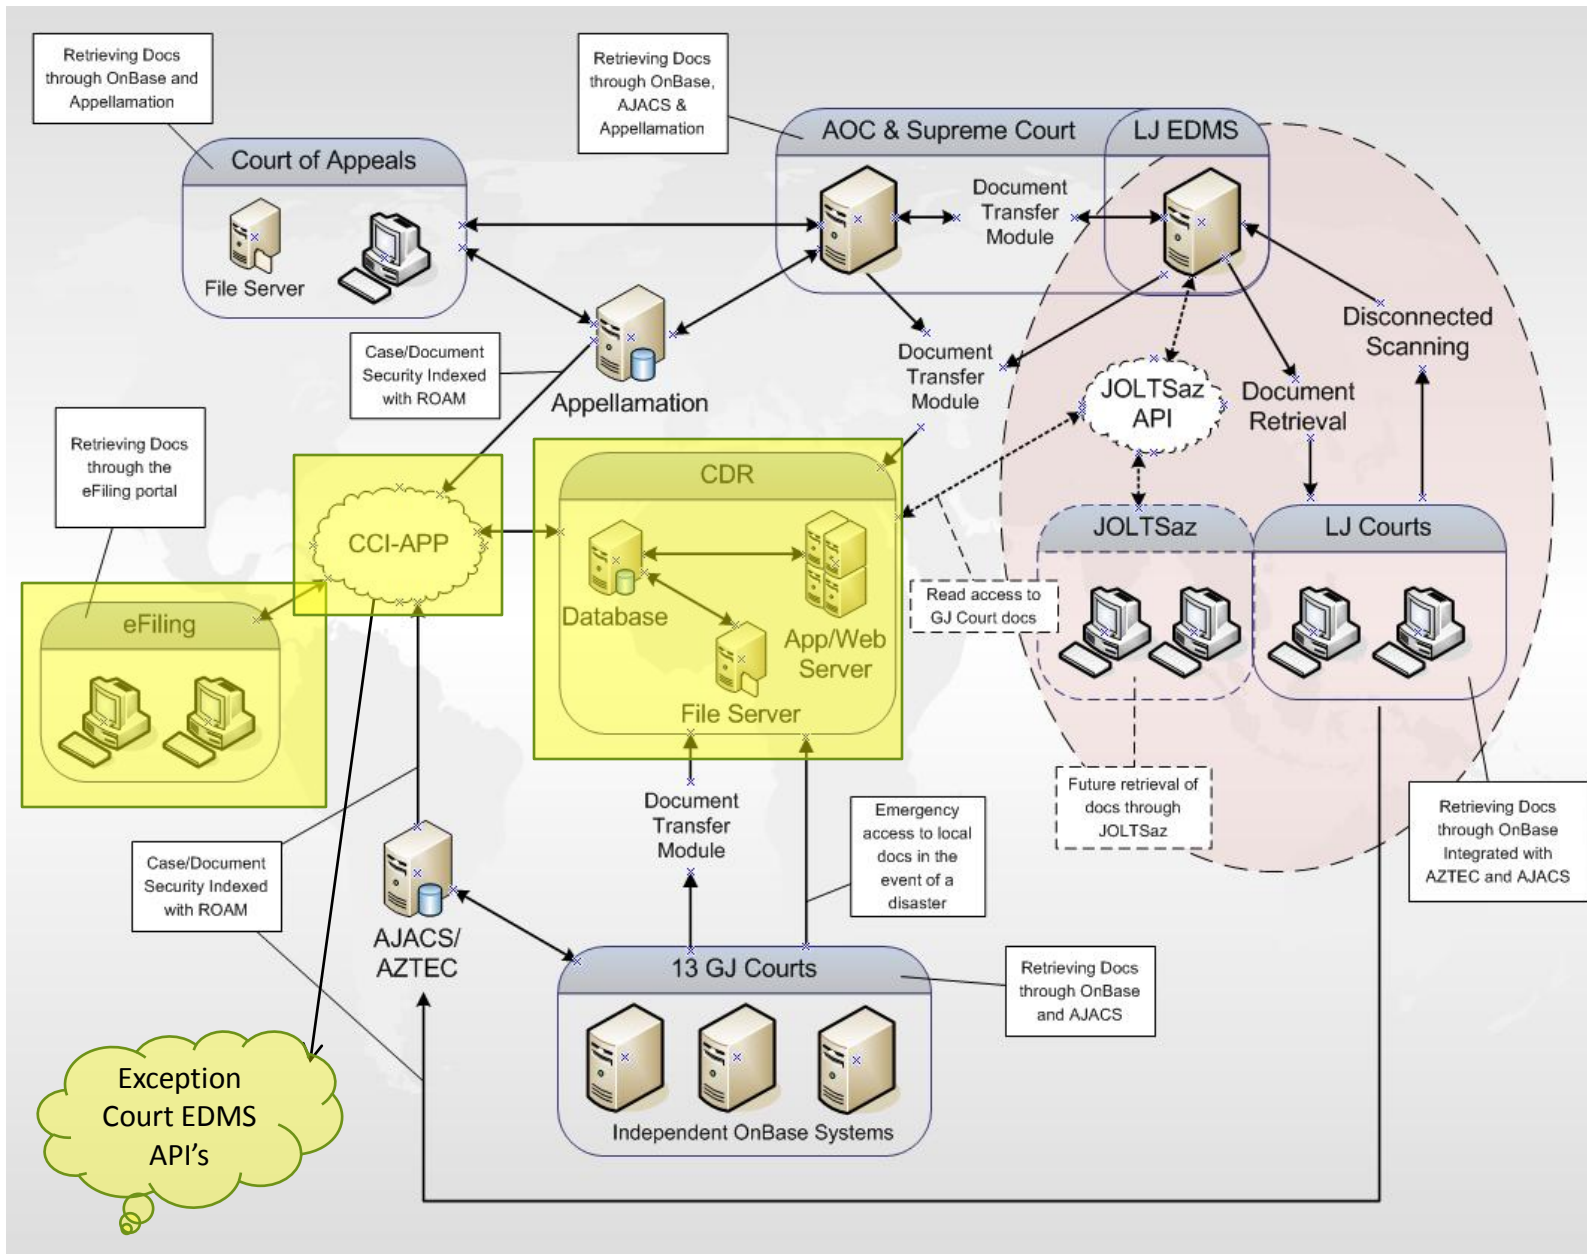 Retrieving Docs
through OnBase and
Appellamation
Retrieving Docs
through OnBase,
AJACS &
Appellamation
AOC & Supreme Court
LJ EDMS
Court of Appeals
File Server
Document
Transfer
Module
Disconnected
Scanning
Case/Document
Security Indexed
with ROAM
Appellamation
Document
Transfer
Module
JOLTSaz
API
Document
Retrieval
Retrieving Docs
through the
eFiling portal
CCI-APP
CDR
Database
App/Web
Server
File Server
JOLTSaz
LJ Courts
Read access to
GJ Court docs
eFiling
Future retrieval of
docs through
JOLTSaz
Retrieving Docs
through OnBase
Integrated with
AZTEC and AJACS
Document
Transfer
Module
Emergency
access to local
docs in the
event of a
disaster
Case/Document
Security Indexed
with ROAM
AJACS/
AZTEC
13 GJ Courts
Independent OnBase Systems
Retrieving Docs
through OnBase
and AJACS
Exception
Court EDMS
API’s